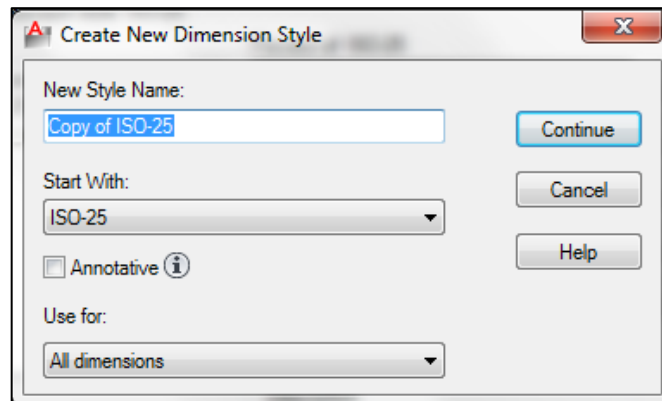 Create New Dimension Style
New Style Name:
Copy of ISO-25
Continue
Start With:
Cancel
ISO-25
Annotative
Help
Use for:
All dimensions